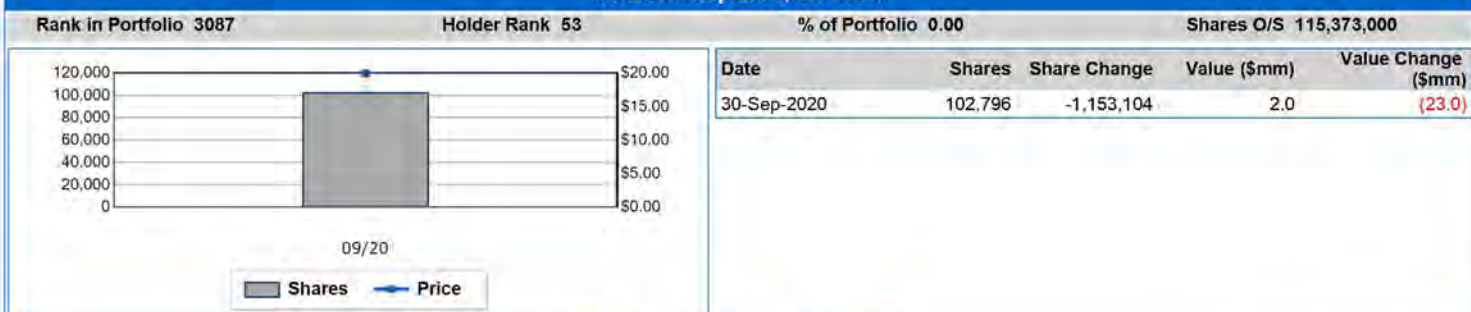 Rank in Portfolio 3087 Holder Rank 53 % of Portfolio 0.00 Shares O/S 115,373,000
120,000 $20.00
100,000
$15.00
80,000
60,000 $10.00
40,000
$5.00
20,000
0 $0.00
09/20
Shares Price
Date Shares Share Change Value ($mm) Value Change ($mm)
30-Sep-2020 102,796 -1,153,104 2.0 (23.0)